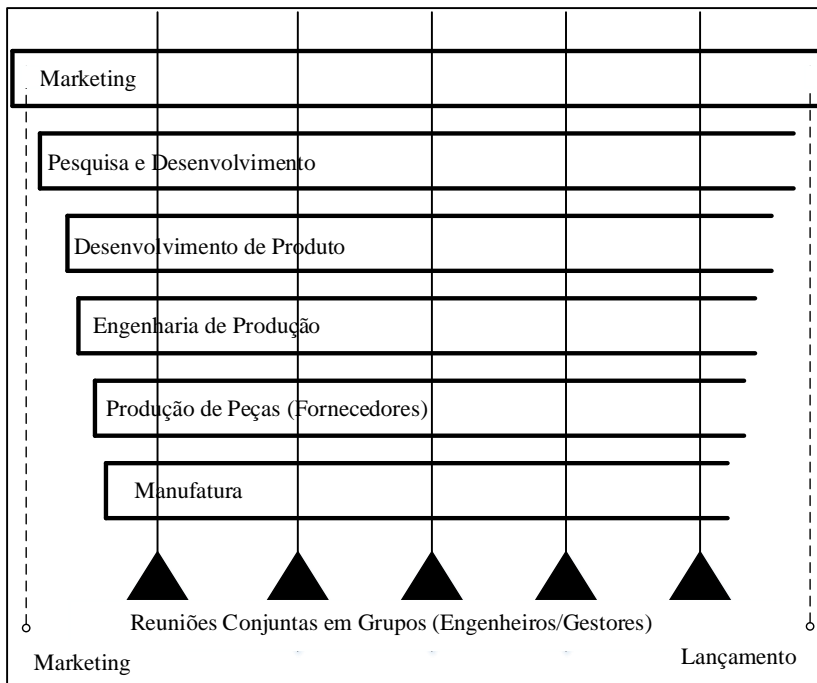 Marketing
Pesquisa e Desenvolvimento
Desenvolvimento de Produto
Engenharia de Produção
Produção de Peças (Fornecedores)
Manufatura
Reuniões Conjuntas em Grupos (Engenheiros/Gestores)
Marketing
Lançamento